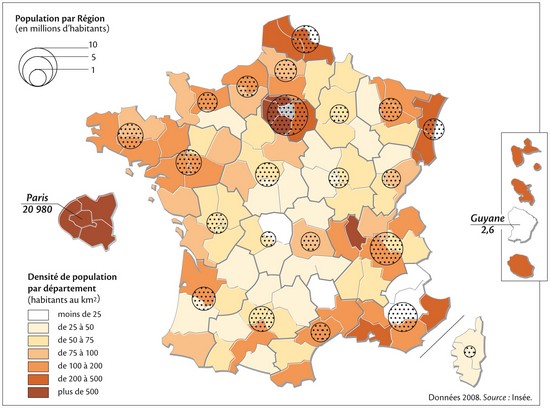 Population par Région
(en millions d'habitants)
10
5
1
Paris
20 980
Guyane
2,6
Densité de population
par département
(habitants au km²)
moins de 25
de 25 à 50
de 50 à 75
de 75 à 100
de 100 à 200
de 200 à 500
plus de 500
Données 2008. Source : Insée.